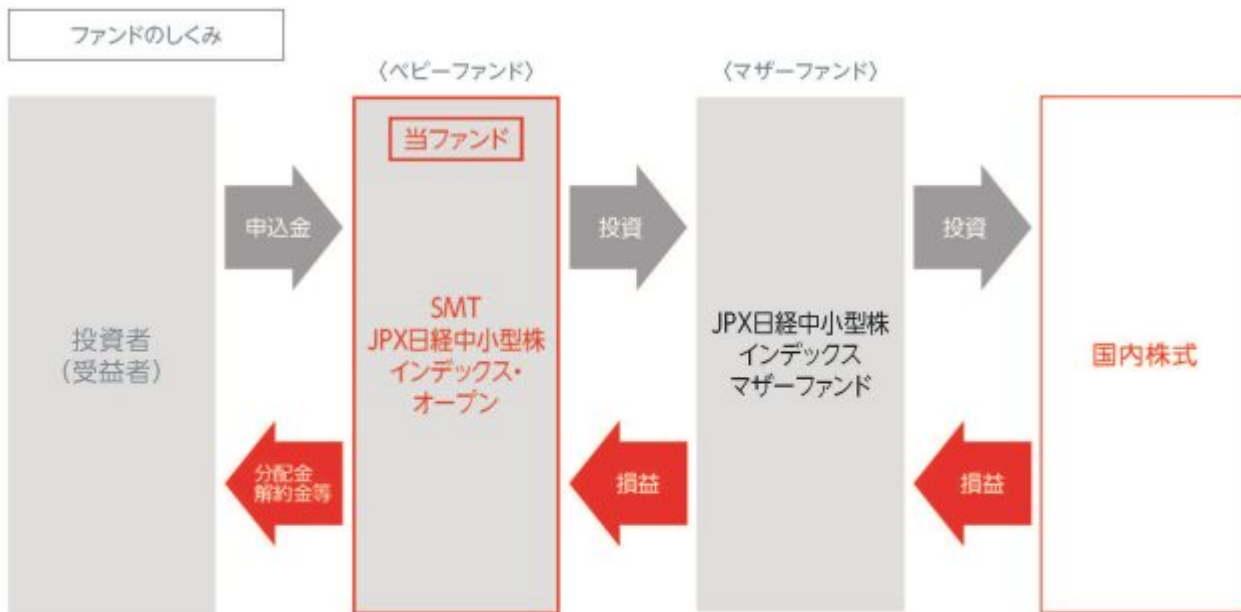 ファンドのしくみ
〈ベビーファンド〉
〈マザーファンド〉
当ファンド
申込金
投資
投資
投資者
(受益者)
SMT
JPX日経中小型株
インデックス・
オープン
JPX日経中小型株
インデックス
マザーファンド
国内株式
分配金
解約金等
損益
損益